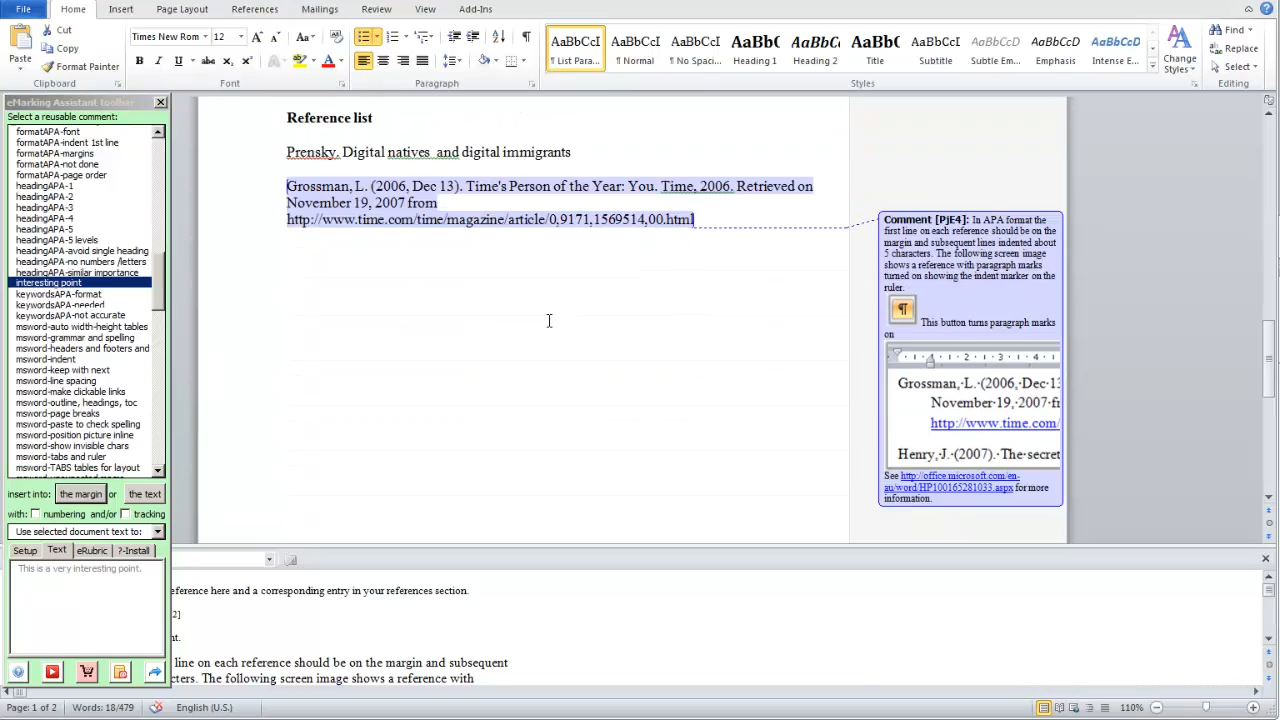 File Home Insert Page Layout References Mailings Review View Add-Ins
Paste
Cut
Copy
Format Painter
Times New Rom 12
AaBbCcI AaBbCcI AaBbCcI AaBbC AaBbCc AaBbC AaBbCcI AaBbCcI AaBbCcI AaBbCcI
¶ List Para... ¶ Normal ¶ No Spaci... Heading 1 Heading 2 Title Subtitle Subtle Em... Emphasis Intense E...
Change
Styles
Find
Replace
Select
Clipboard Font Paragraph Styles Editing
eMarking Assistant toolbar
Select a reusable comment:
formatAPA-font
formatAPA-indent 1st line
formatAPA-margins
formatAPA-not done
formatAPA-page order
headingAPA-1
headingAPA-2
headingAPA-3
headingAPA-4
headingAPA-5
headingAPA-5 levels
headingAPA-avoid single heading
headingAPA-no numbers /letters
headingAPA-similar importance
interesting point
keywordsAPA-format
keywordsAPA-needed
keywordsAPA-not accurate
msword-auto width-height tables
msword-grammar and spelling
msword-headers and footers and
msword-indent
msword-keep with next
msword-line spacing
msword-make clickable links
msword-outline, headings, toc
msword-page breaks
msword-paste to check spelling
msword-position picture inline
msword-show invisible chars
msword-tabs and ruler
msword-TABS tables for layout
insert into: the margin or the text
with: numbering and/or tracking
Use selected document text to:
Setup Text eRubric ?-Install
This is a very interesting point.
Reference list
Prensky. Digital natives and digital immigrants
Grossman, L. (2006, Dec 13). Time's Person of the Year: You. Time, 2006. Retrieved on
November 19, 2007 from
http://www.time.com/time/magazine/article/0,9171,1569514,00.html
Comment [PjE4]: In APA format the
first line on each reference should be on the
margin and subsequent lines indented about
5 characters. The following screen image
shows a reference with paragraph marks
turned on showing the indent marker on the
ruler.
¶ This button turns paragraph marks
on
1 2 3 4
Grossman,·L.·(2006,·Dec·13
November·19,·2007·fr
http://www.time.com/
Henry,·J.·(2007).·The·secret
See http://office.microsoft.com/en-
au/word/HP100165281033.aspx for more
information.
eference here and a corresponding entry in your references section.
2]
nt.
line on each reference should be on the margin and subsequent
cters. The following screen image shows a reference with
Page: 1 of 2 Words: 18/479 English (U.S.) 110%